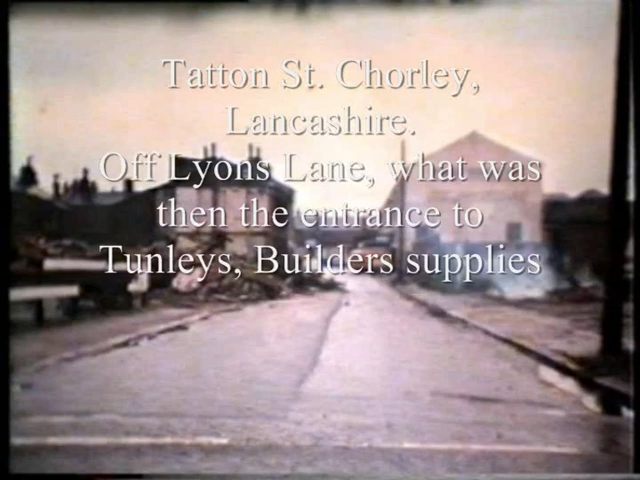 Tatton St. Chorley,
Lancashire.
Off Lyons Lane, what was
then the entrance to
Tunleys, Builders supplies